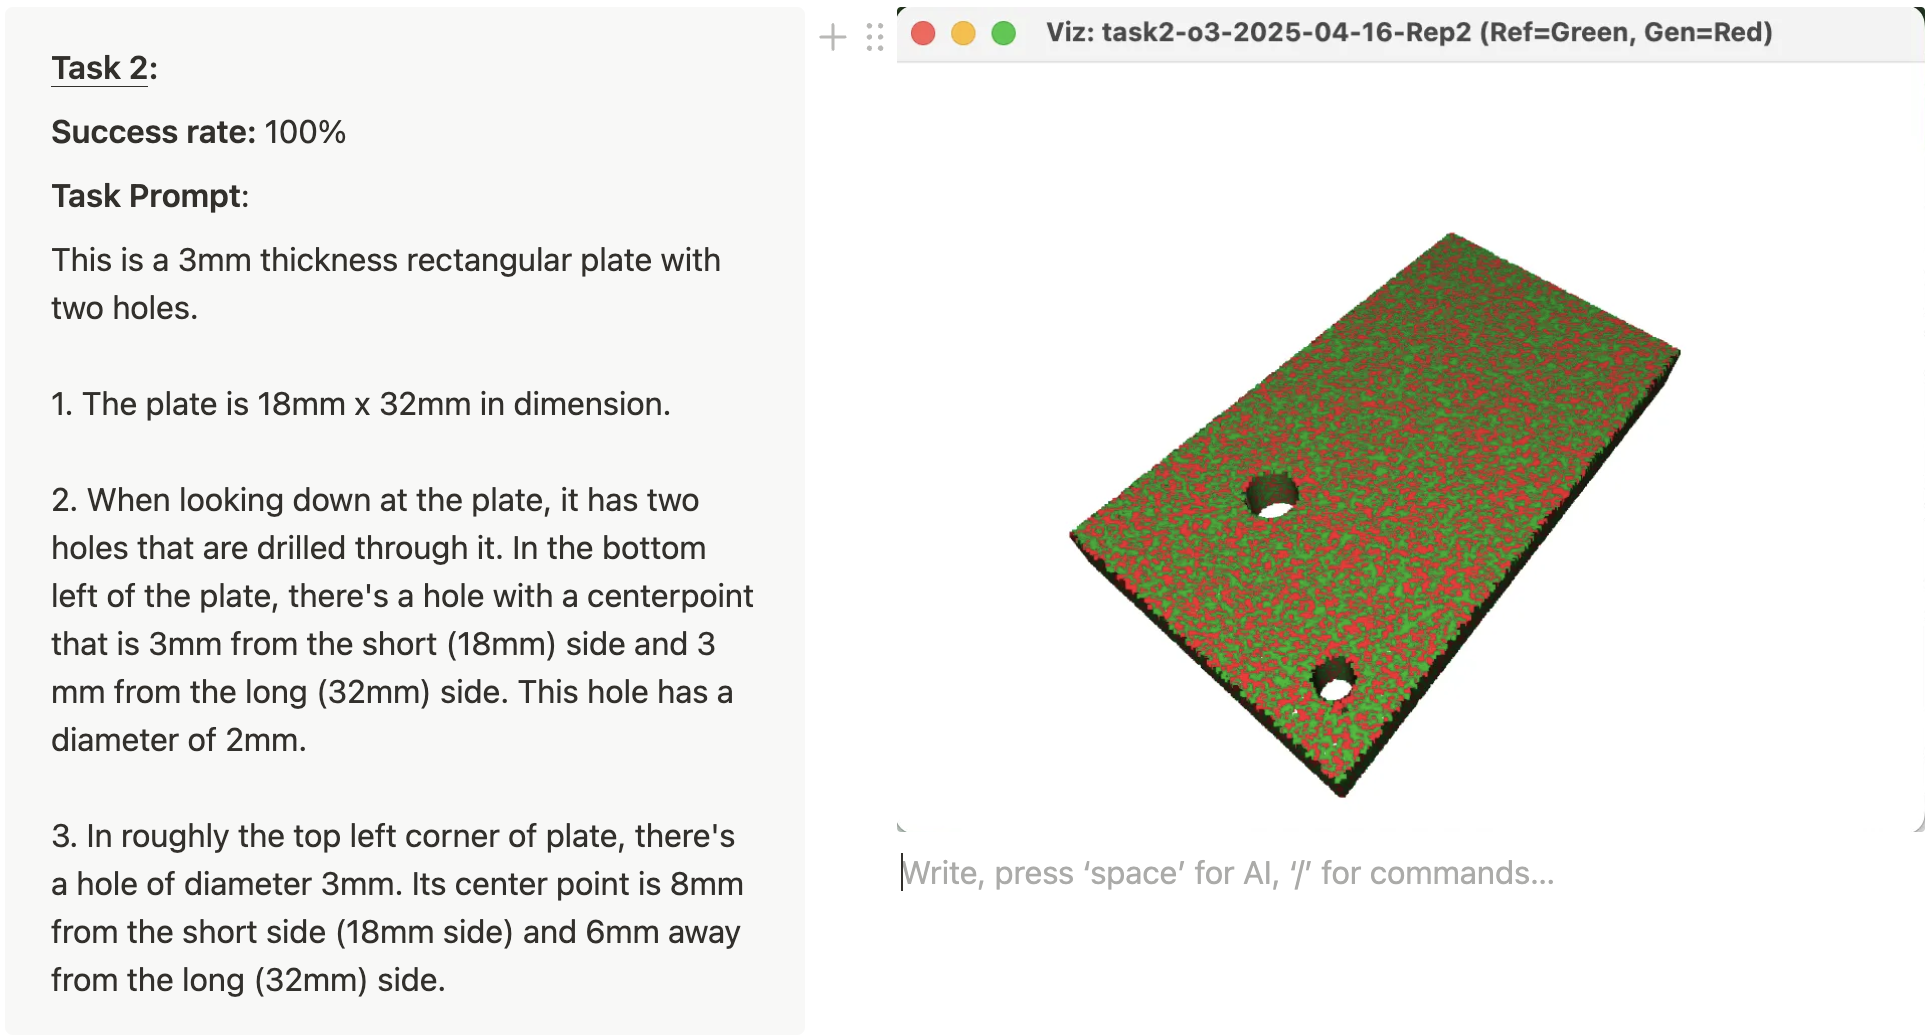 Task 2:
Success rate: 100%
Task Prompt:
This is a 3mm thickness rectangular plate with
two holes.
1. The plate is 18mm x 32mm in dimension.
2. When looking down at the plate, it has two
holes that are drilled through it. In the bottom
left of the plate, there's a hole with a centerpoint
that is 3mm from the short (18mm) side and 3
mm from the long (32mm) side. This hole has a
diameter of 2mm.
3. In roughly the top left corner of plate, there's
a hole of diameter 3mm. Its center point is 8mm
from the short side (18mm side) and 6mm away
from the long (32mm) side.
Viz: task2-o3-2025-04-16-Rep2 (Ref=Green, Gen=Red)
Write, press ‘space’ for AI, ‘/’ for commands...